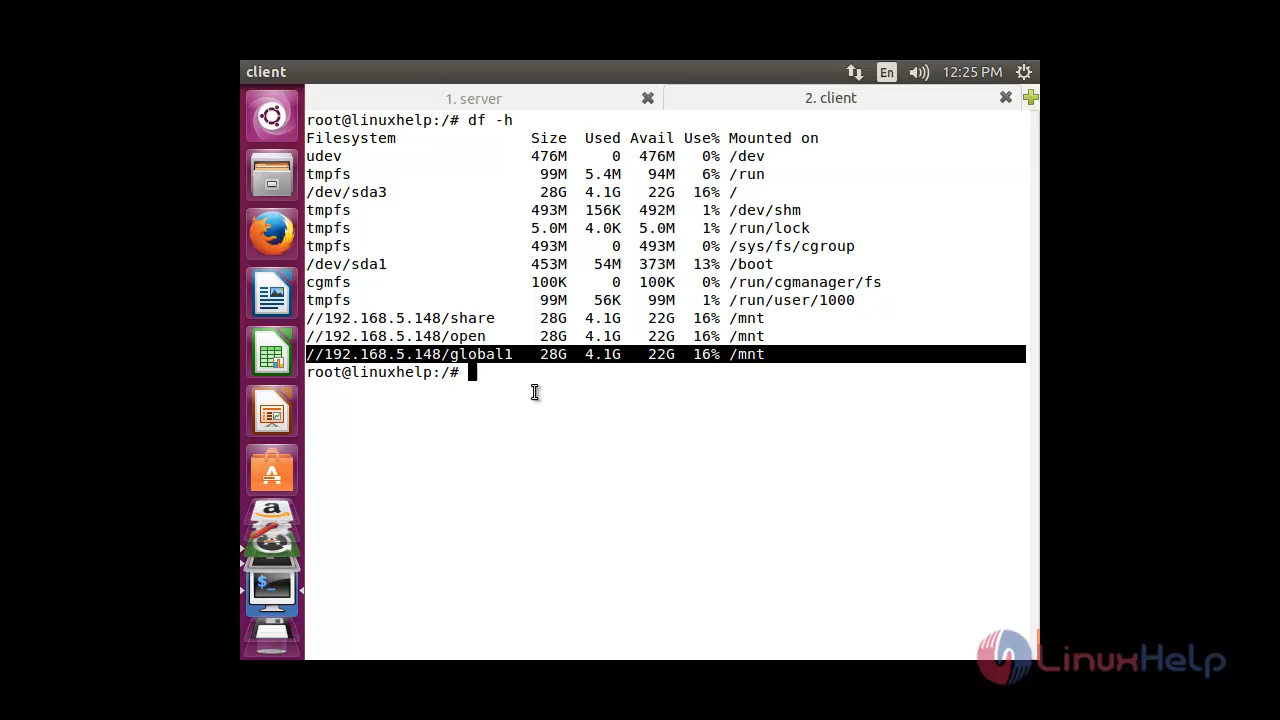 client
En
12:25 PM
1. server
2. client
root@linuxhelp:/# df -h
Filesystem Size Used Avail Use% Mounted on
udev 476M 0 476M 0% /dev
tmpfs 99M 5.4M 94M 6% /run
/dev/sda3 28G 4.1G 22G 16% /
tmpfs 493M 156K 492M 1% /dev/shm
tmpfs 5.0M 4.0K 5.0M 1% /run/lock
tmpfs 493M 0 493M 0% /sys/fs/cgroup
/dev/sda1 453M 54M 373M 13% /boot
cgmfs 100K 0 100K 0% /run/cgmanager/fs
tmpfs 99M 56K 99M 1% /run/user/1000
//192.168.5.148/share 28G 4.1G 22G 16% /mnt
//192.168.5.148/open 28G 4.1G 22G 16% /mnt
//192.168.5.148/global1 28G 4.1G 22G 16% /mnt
root@linuxhelp:/#
LinuxHelp